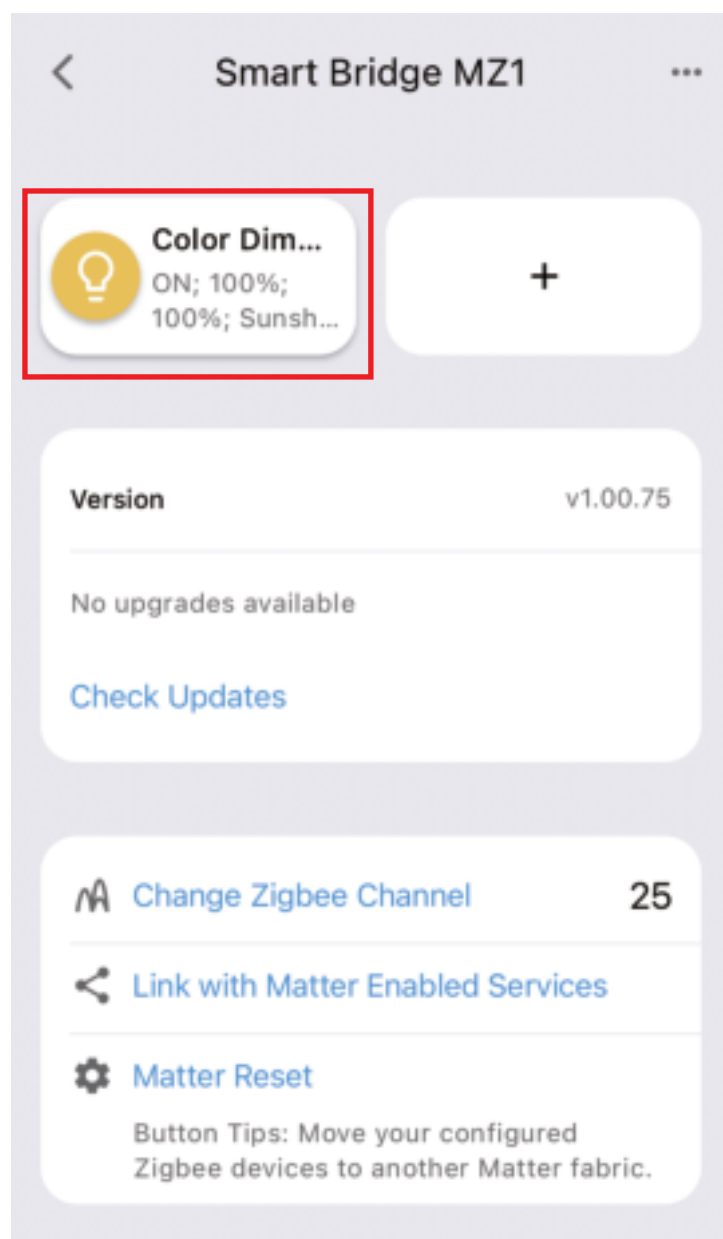 Smart Bridge MZ1
Color Dim...
ON; 100%;
100%; Sunsh...
+
Version
v1.00.75
No upgrades available
Check Updates
Change Zigbee Channel
25
Link with Matter Enabled Services
Matter Reset
Button Tips: Move your configured
Zigbee devices to another Matter fabric.